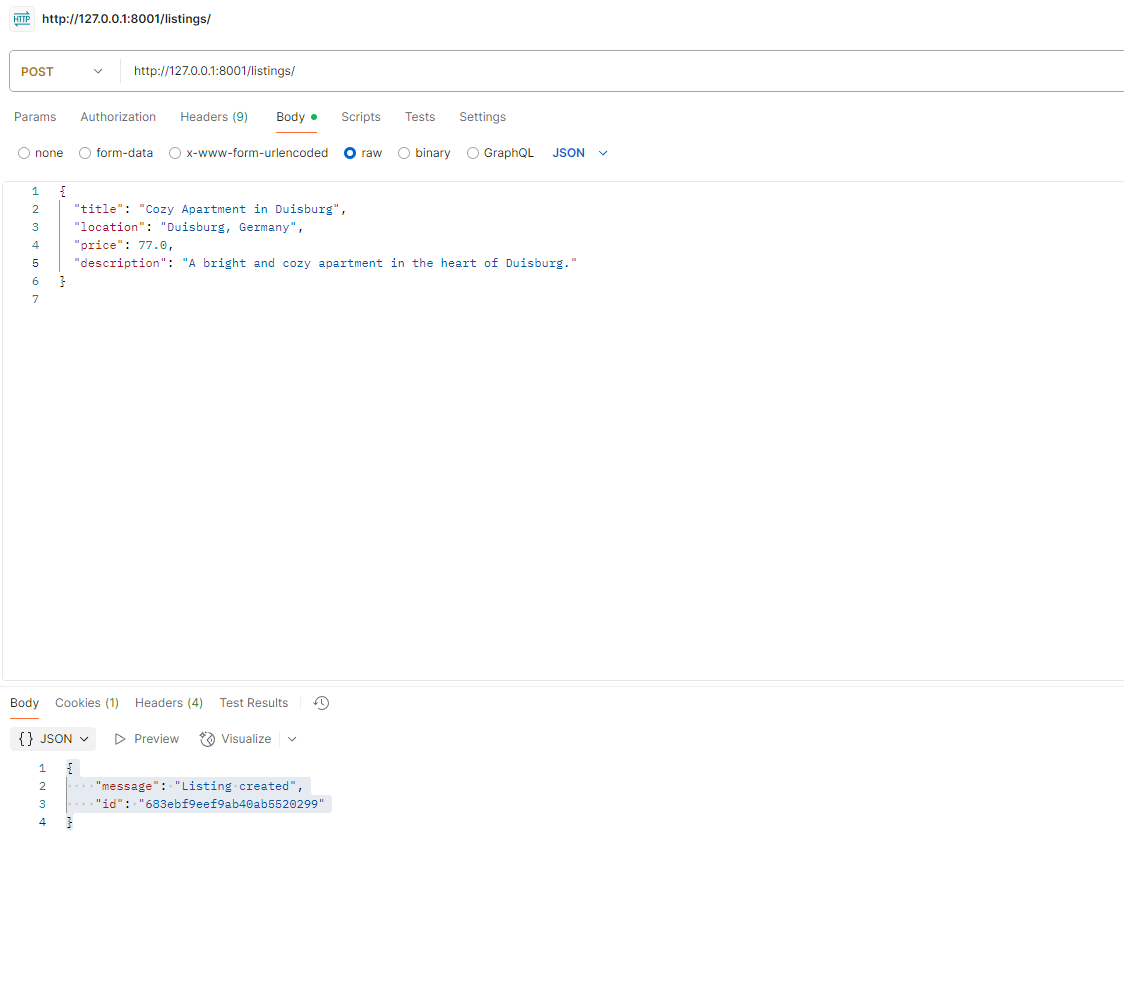 HTTP http://127.0.0.1:8001/listings/
POST http://127.0.0.1:8001/listings/
Params Authorization Headers (9) Body Scripts Tests Settings
none form-data x-www-form-urlencoded raw binary GraphQL JSON
1 {
2 "title": "Cozy Apartment in Duisburg",
3 "location": "Duisburg, Germany",
4 "price": 77.0,
5 "description": "A bright and cozy apartment in the heart of Duisburg."
6 }
7
Body Cookies (1) Headers (4) Test Results
{} JSON Preview Visualize
1 {
2 "message": "Listing created",
3 "id": "683ebf9eef9ab40ab5520299"
4 }